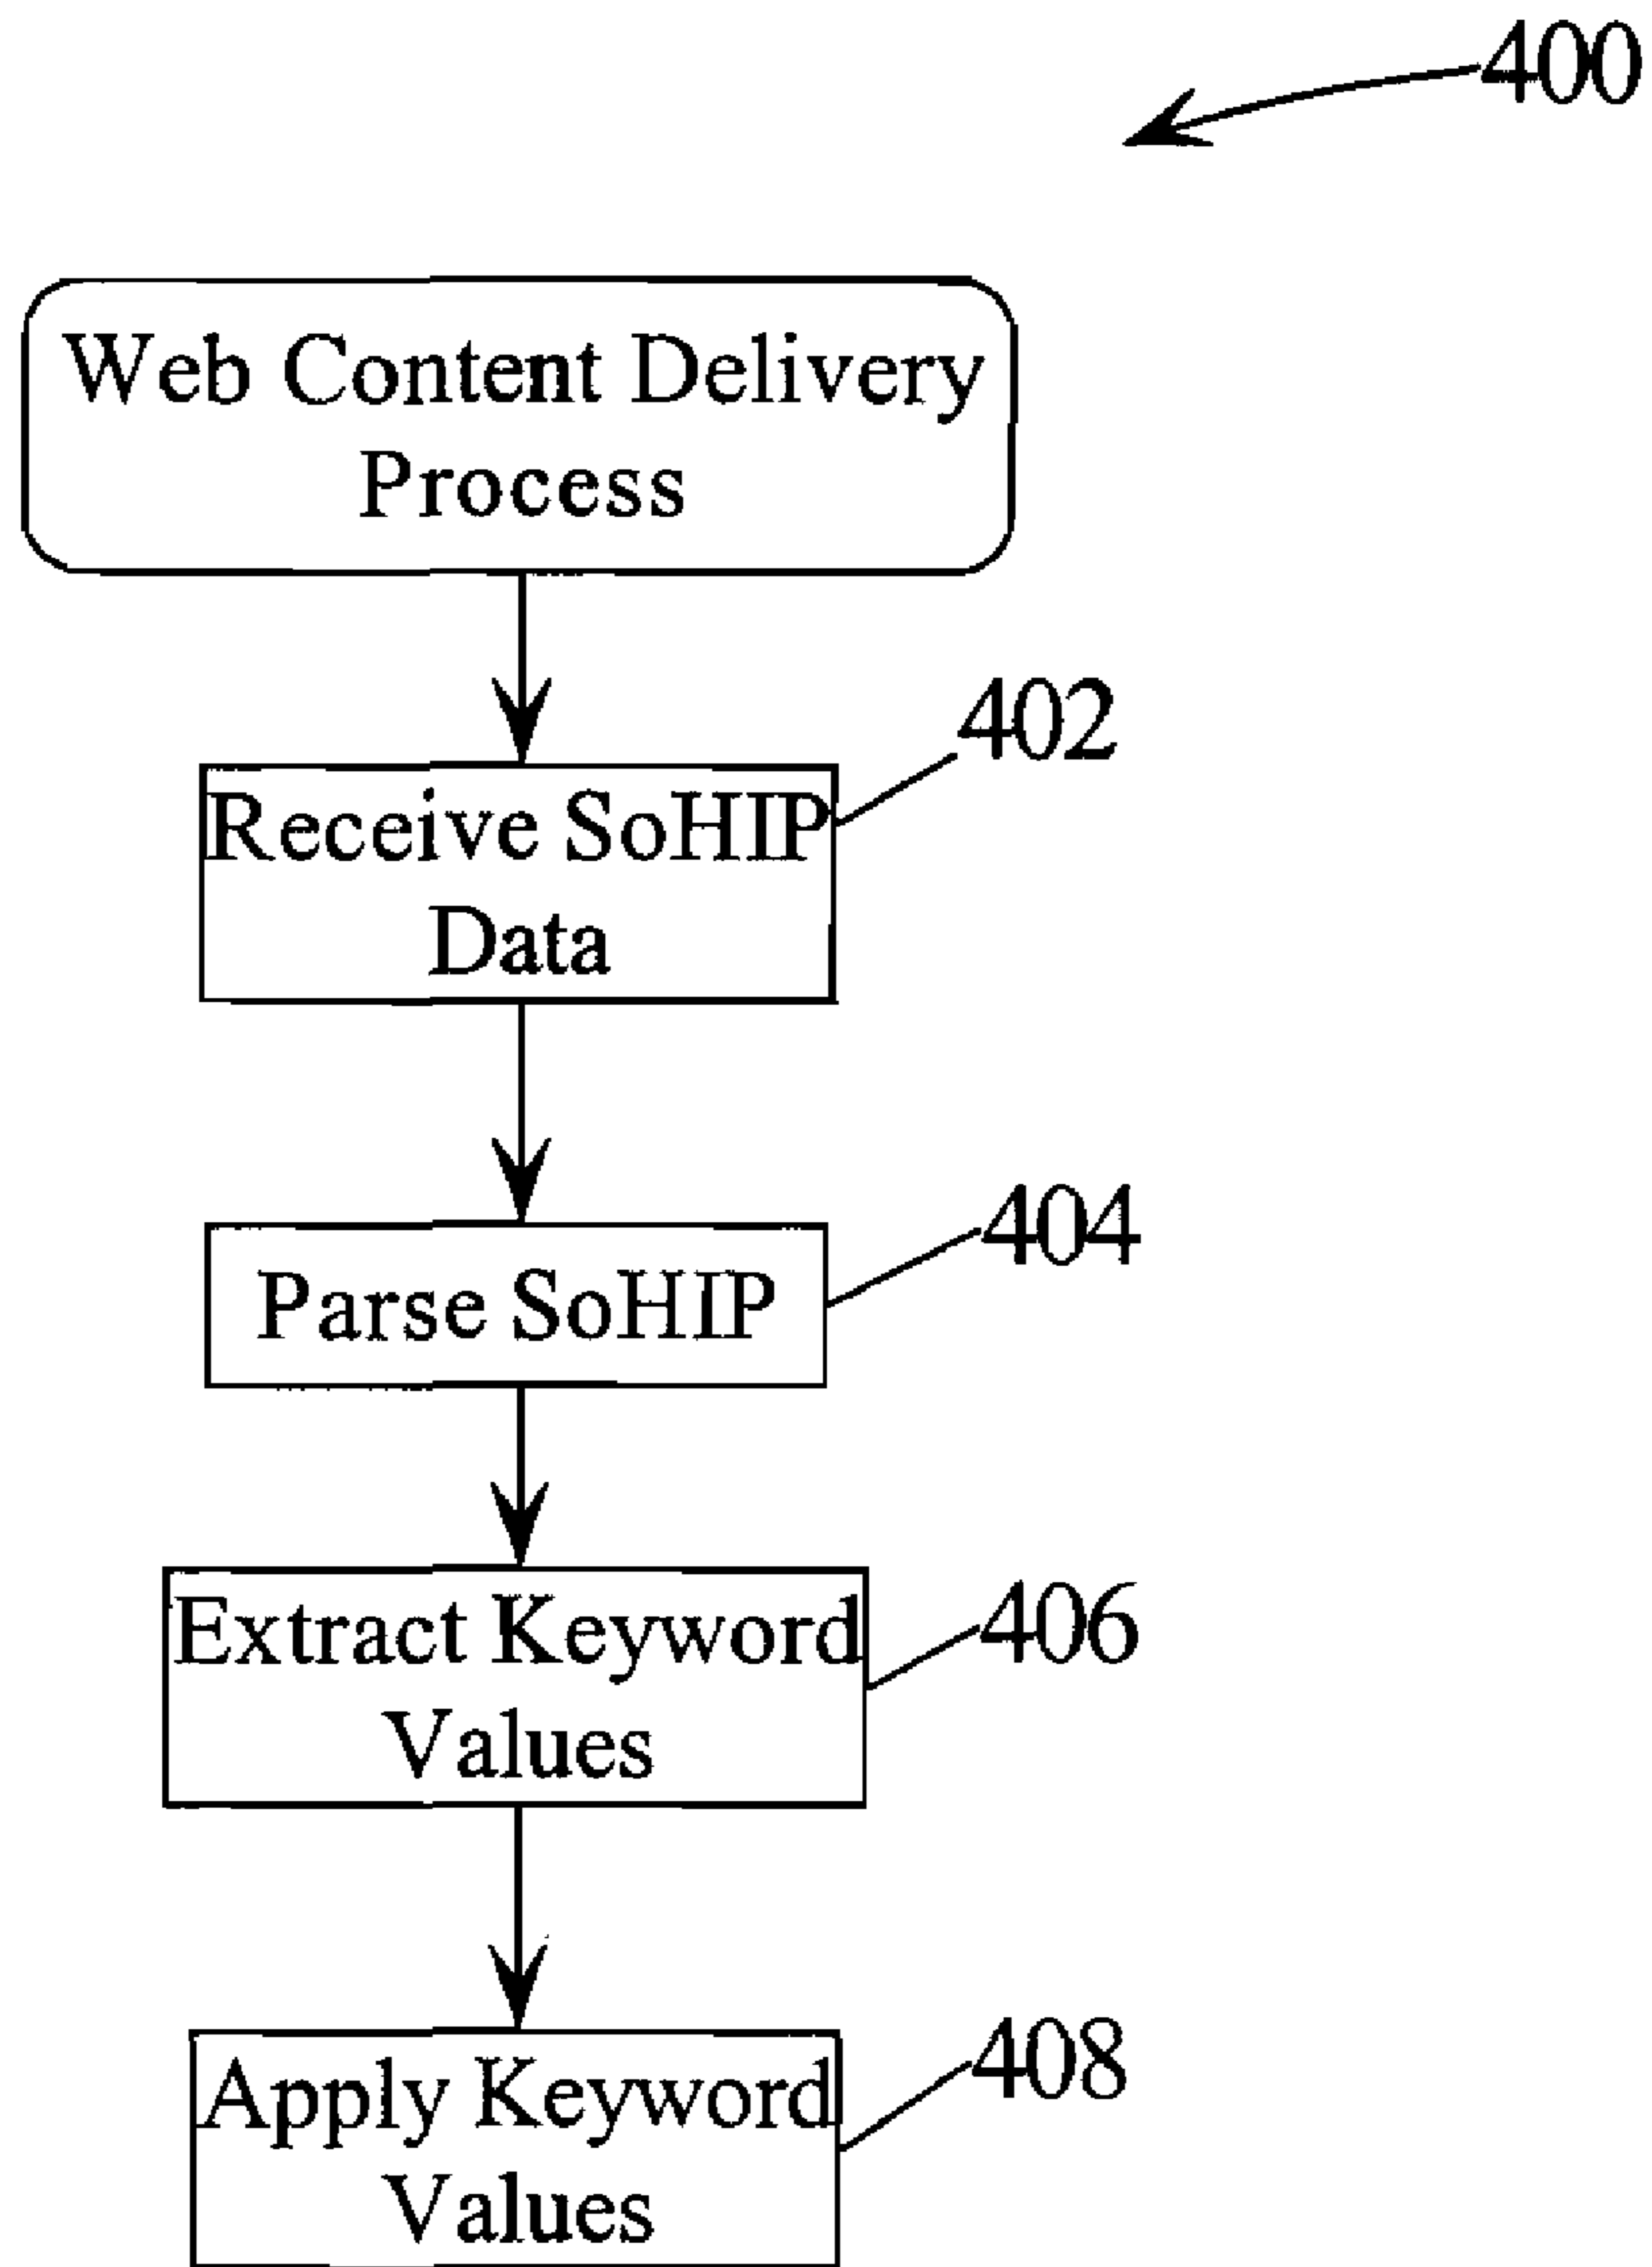 400
Web Content Delivery
Process
402
Receive SoHIP
Data
404
Parse SoHIP
406
Extract Keyword
Values
408
Apply Keyword
Values